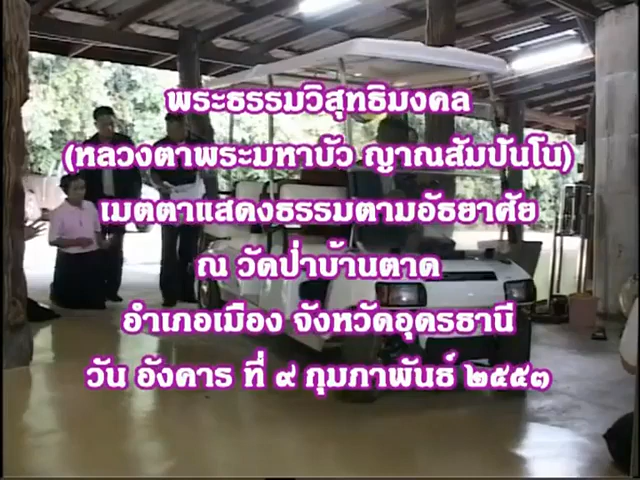 พระธรรมวิสุทธิมงคล
(หลวงตาพระมหาบัว ญาณสัมปันโน)
เมตตาแสดงธรรมตามอัธยาศัย
ณ วัดป่าบ้านตาด
อำเภอเมือง จังหวัดอุดรธานี
วัน อังคาร ที่ ๙ กุมภาพันธ์ ๒๕๕๓